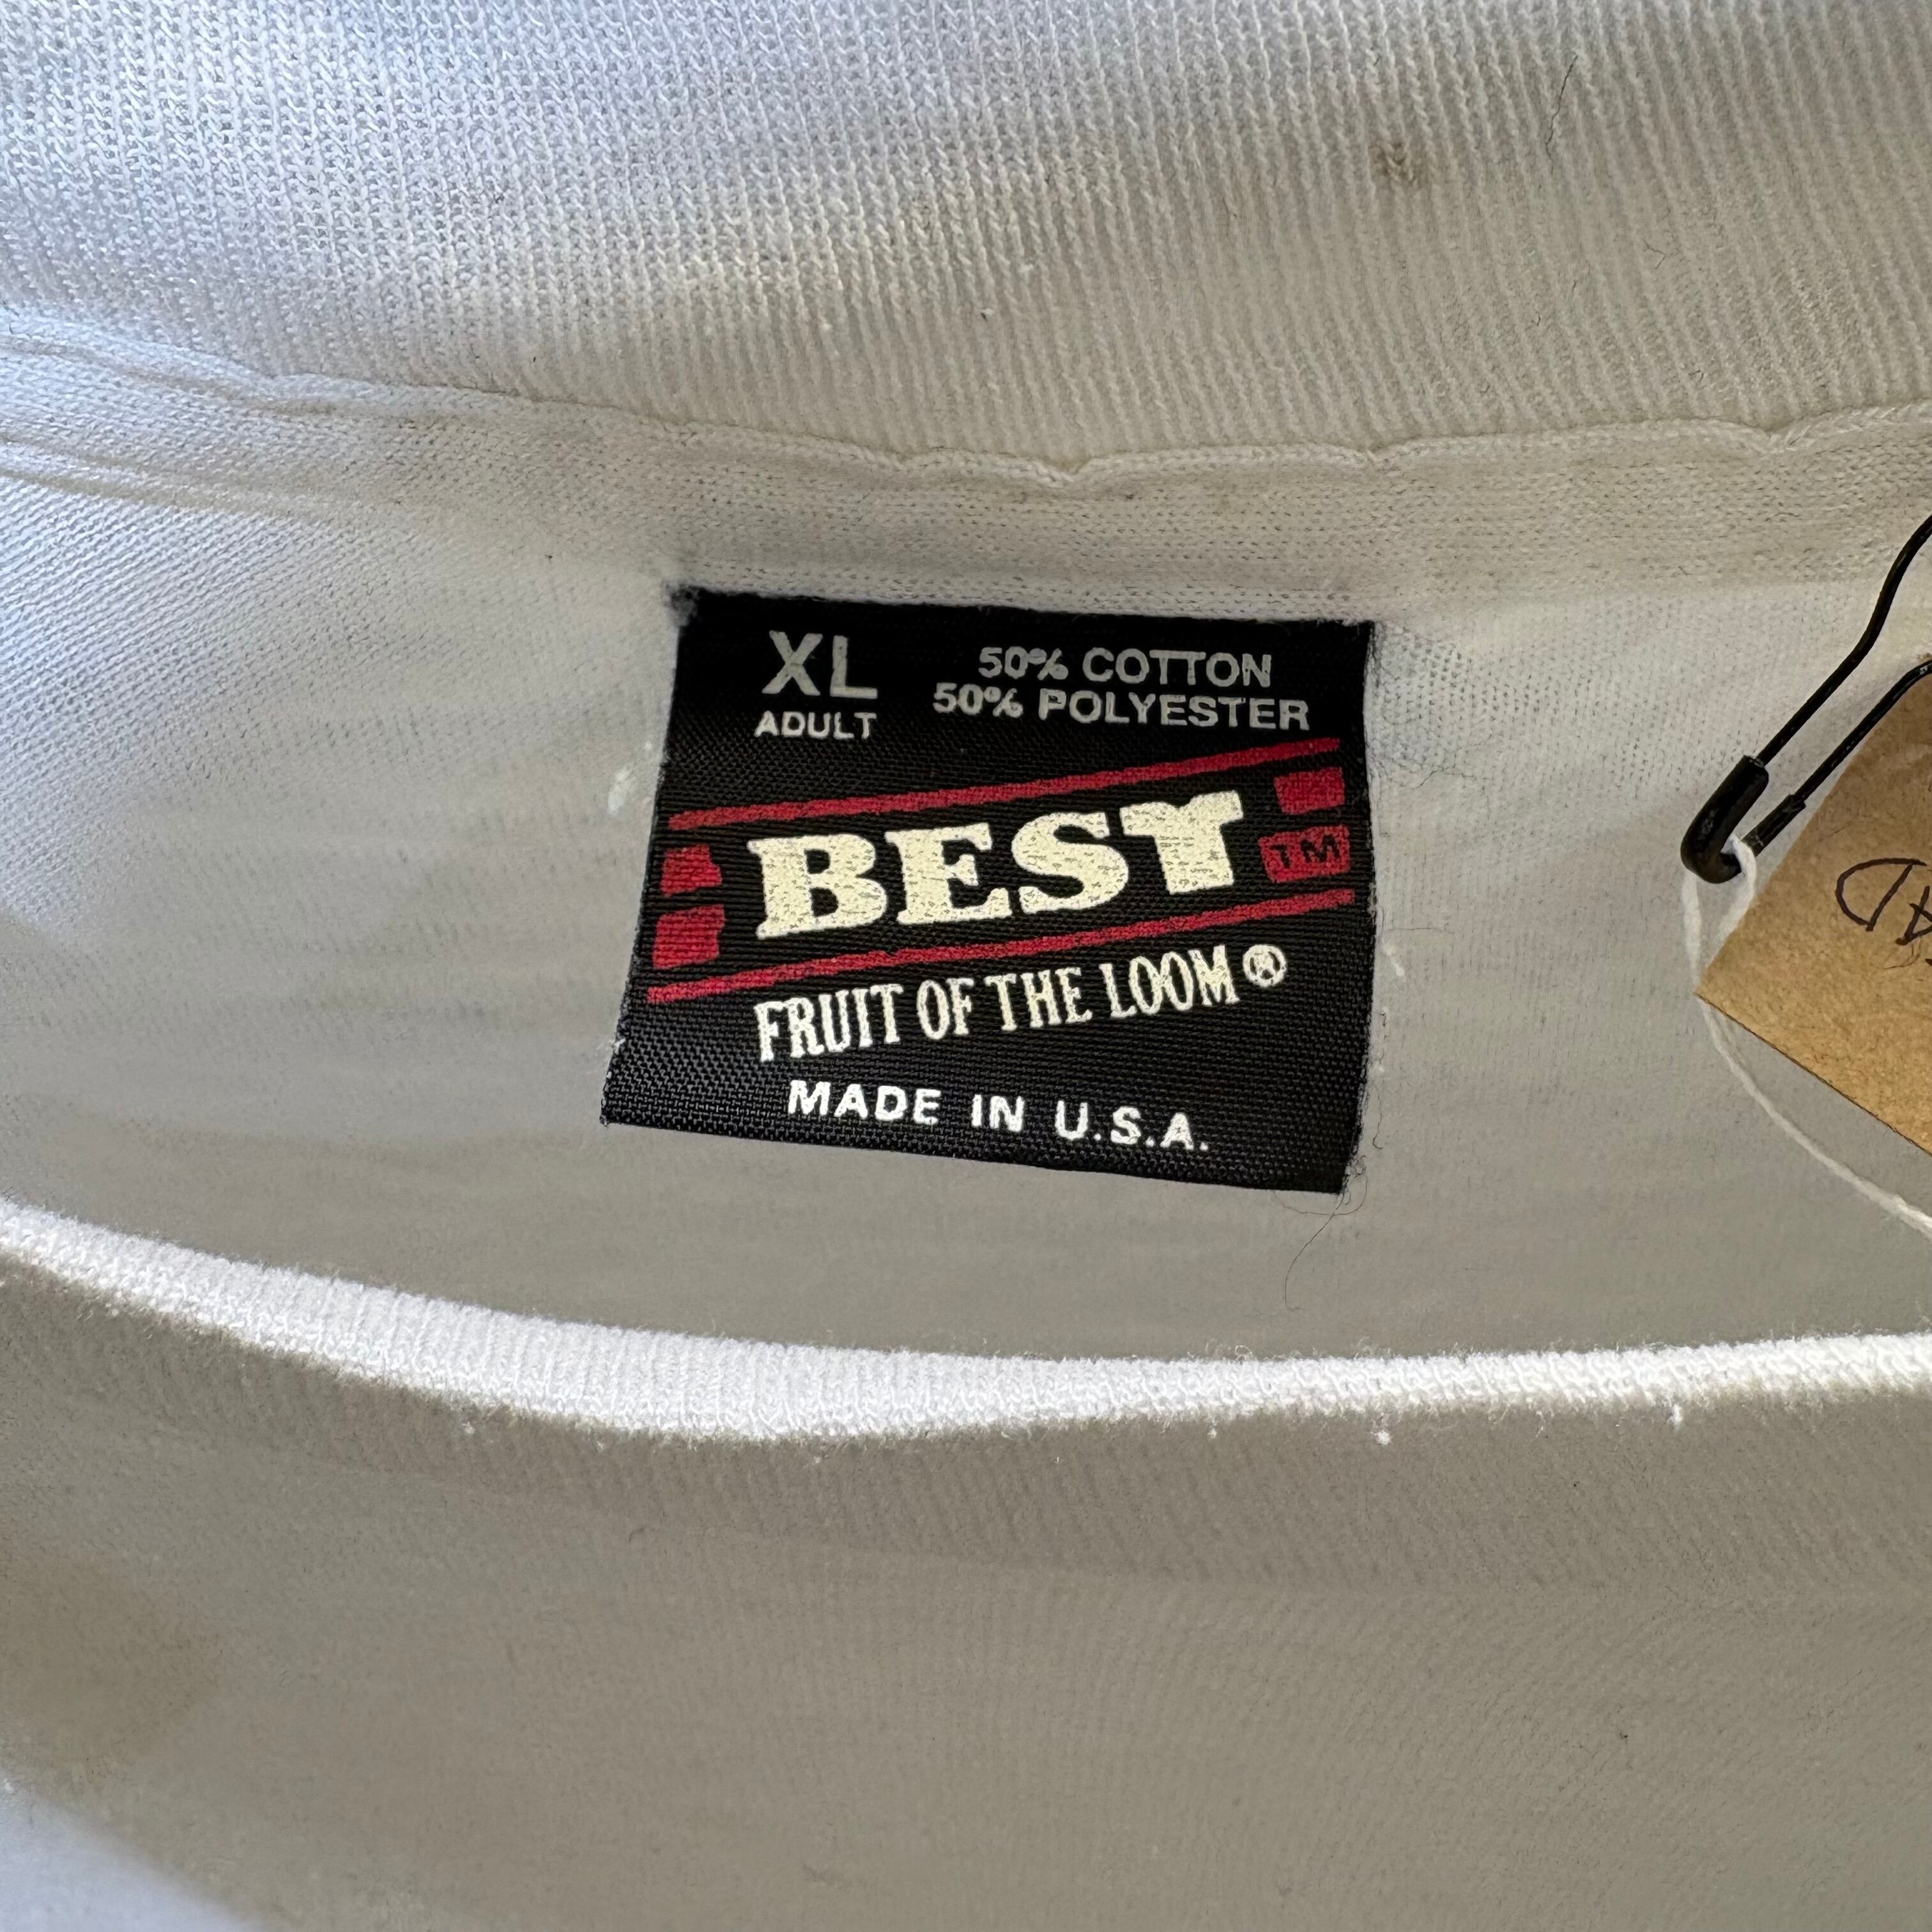 XL
ADULT
50% COTTON
50% POLYESTER
BEST
TM
FRUIT OF THE LOOM®
MADE IN U.S.A.